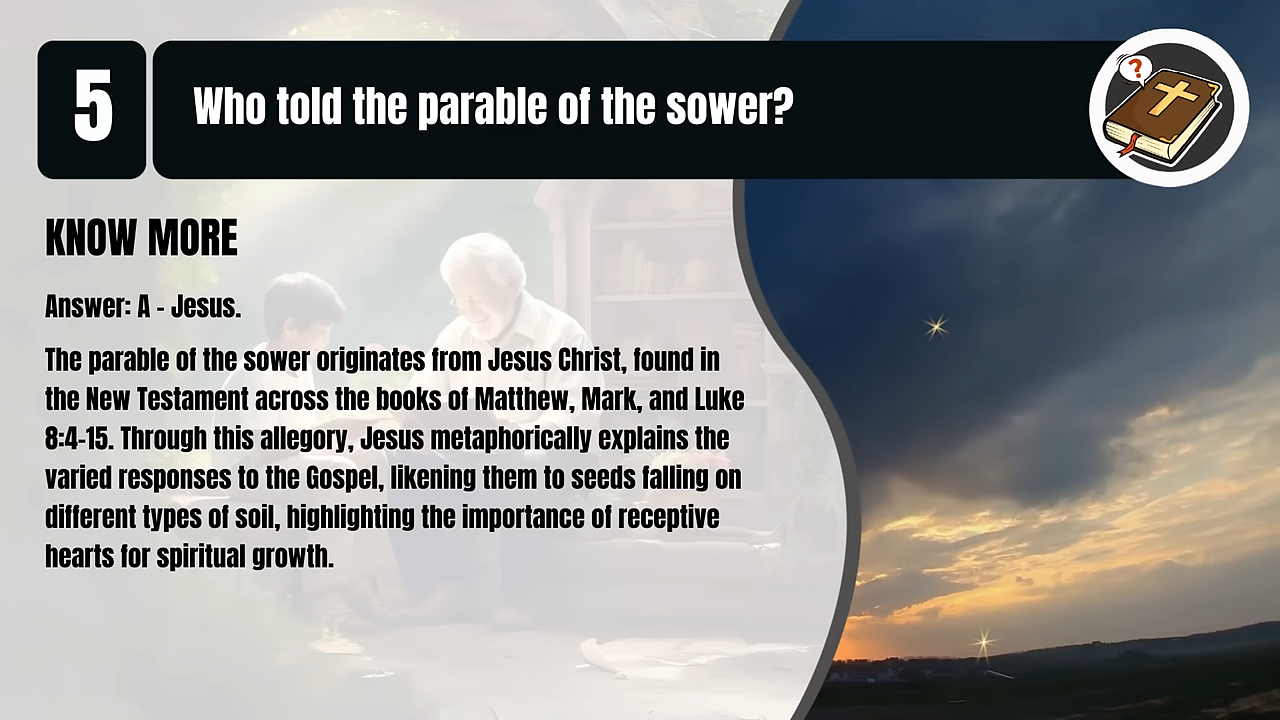 5
Who told the parable of the sower?
?
KNOW MORE
Answer: A - Jesus.
The parable of the sower originates from Jesus Christ, found in
the New Testament across the books of Matthew, Mark, and Luke
8:4-15. Through this allegory, Jesus metaphorically explains the
varied responses to the Gospel, likening them to seeds falling on
different types of soil, highlighting the importance of receptive
hearts for spiritual growth.